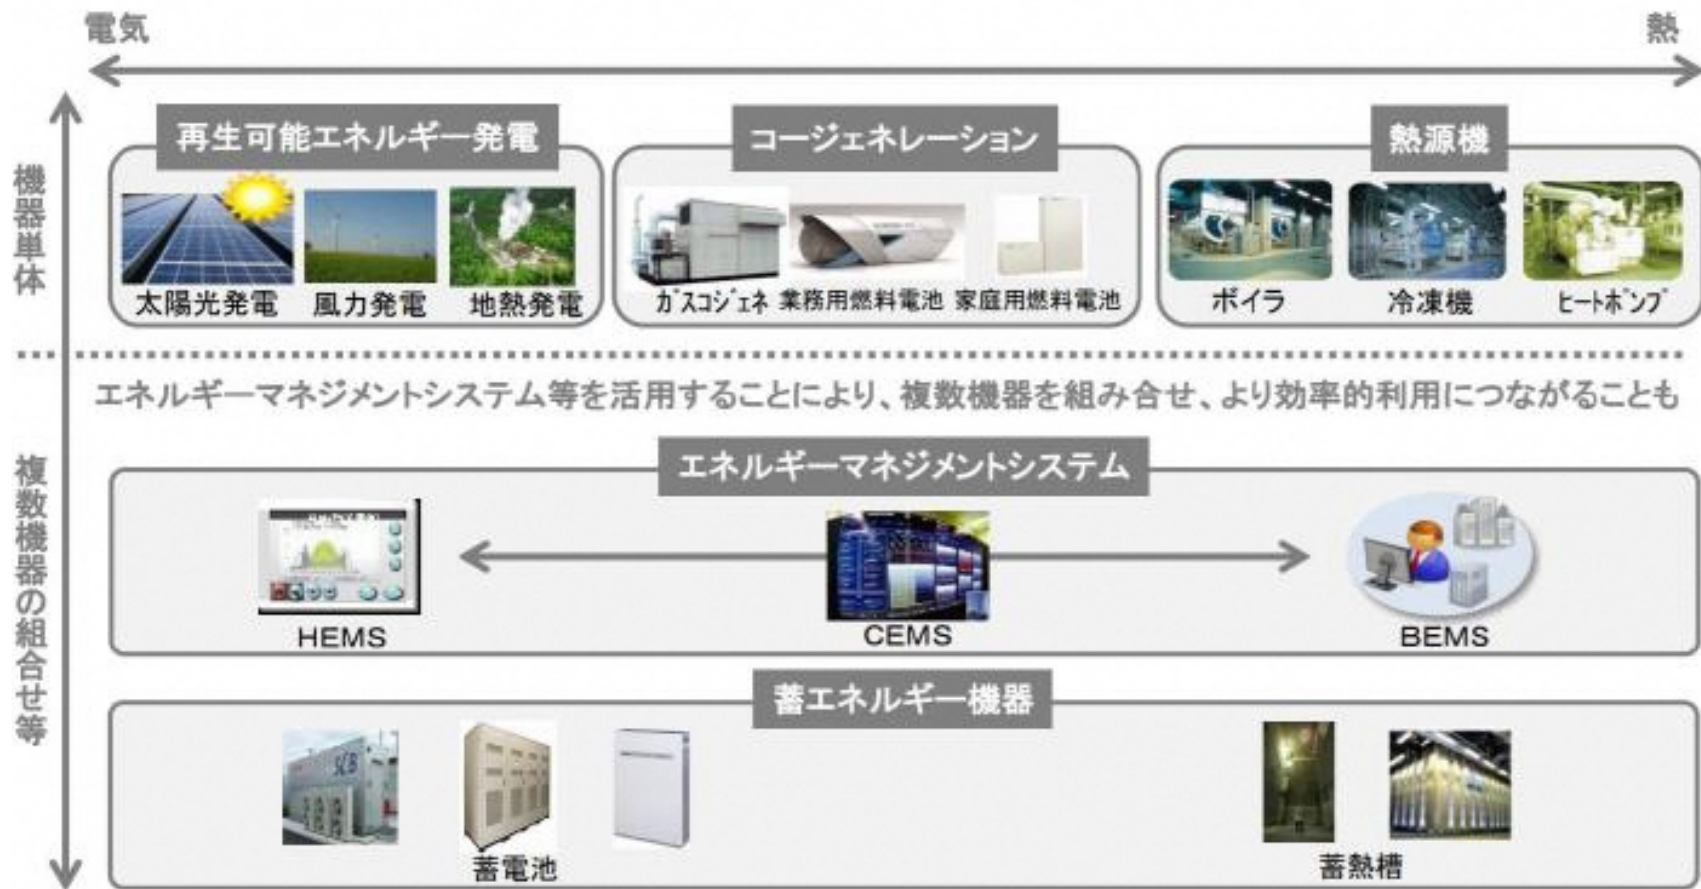 電気
熱
機器単体
再生可能エネルギー発電
コージェネレーション
熱源機
太陽光発電
風力発電
地熱発電
ガスコジェネ
業務用燃料電池
家庭用燃料電池
ボイラ
冷凍機
ヒートポンプ
エネルギーマネジメントシステム等を活用することにより、複数機器を組み合せ、より効率的利用につながることも
複数機器の組合せ等
エネルギーマネジメントシステム
HEMS
CEMS
BEMS
蓄エネルギー機器
SCB
蓄電池
蓄熱槽